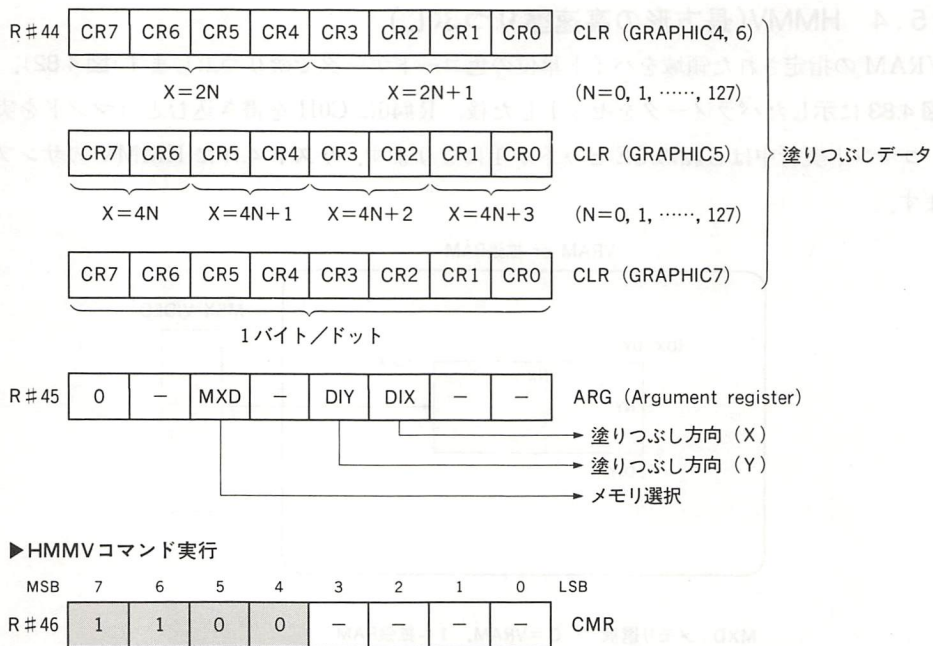 R#44 CR7 CR6 CR5 CR4 CR3 CR2 CR1 CR0 CLR (GRAPHIC4, 6)
X=2N X=2N+1 (N=0, 1, ……, 127)
CR7 CR6 CR5 CR4 CR3 CR2 CR1 CR0 CLR (GRAPHIC5) 塗りつぶしデータ
X=4N X=4N+1 X=4N+2 X=4N+3 (N=0, 1, ……, 127)
CR7 CR6 CR5 CR4 CR3 CR2 CR1 CR0 CLR (GRAPHIC7)
1バイト/ドット
R#45 0 - MXD - DIY DIX - - ARG (Argument register)
塗りつぶし方向 (X)
塗りつぶし方向 (Y)
メモリ選択
▶HMMVコマンド実行
MSB 7 6 5 4 3 2 1 0 LSB
R#46 1 1 0 0 - - - - CMR